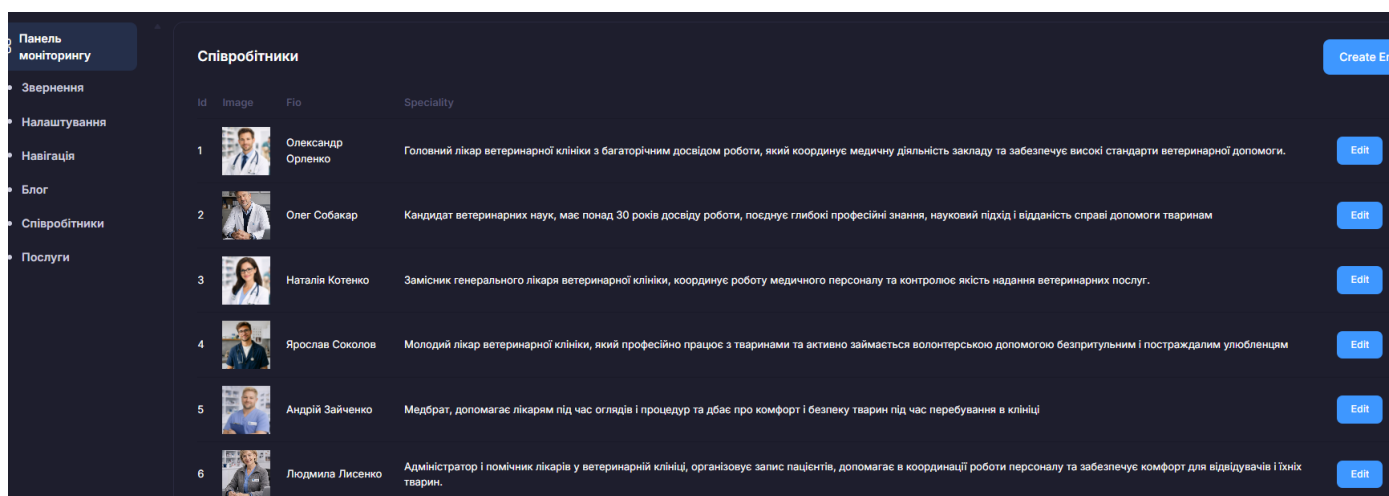 Панель
моніторингу
Звернення
Налаштування
Навігація
Блог
Співробітники
Послуги
Співробітники
Create
Id Image Fio Speciality
1 Олександр
Орленко
Головний лікар ветеринарної клініки з багаторічним досвідом роботи, який координує медичну діяльність закладу та забезпечує високі стандарти ветеринарної допомоги.
Edit
2 Олег Собакар Кандидат ветеринарних наук, має понад 30 років досвіду роботи, поєднує глибокі професійні знання, науковий підхід і відданість справі допомоги тваринам Edit
3 Наталія Котенко Замісник генерального лікаря ветеринарної клініки, координує роботу медичного персоналу та контролює якість надання ветеринарних послуг. Edit
4 Ярослав Соколов Молодий лікар ветеринарної клініки, який професійно працює з тваринами та активно займається волонтерською допомогою безпритульним і постраждалим улюбленцям Edit
5 Андрій Зайченко Медбрат, допомагає лікарям під час оглядів і процедур та дбає про комфорт і безпеку тварин під час перебування в клініці Edit
6 Людмила Лисенко Адміністратор і помічник лікарів у ветеринарній клініці, організовує запис пацієнтів, допомагає в координації роботи персоналу та забезпечує комфорт для відвідувачів і їхніх
тварин.
Edit